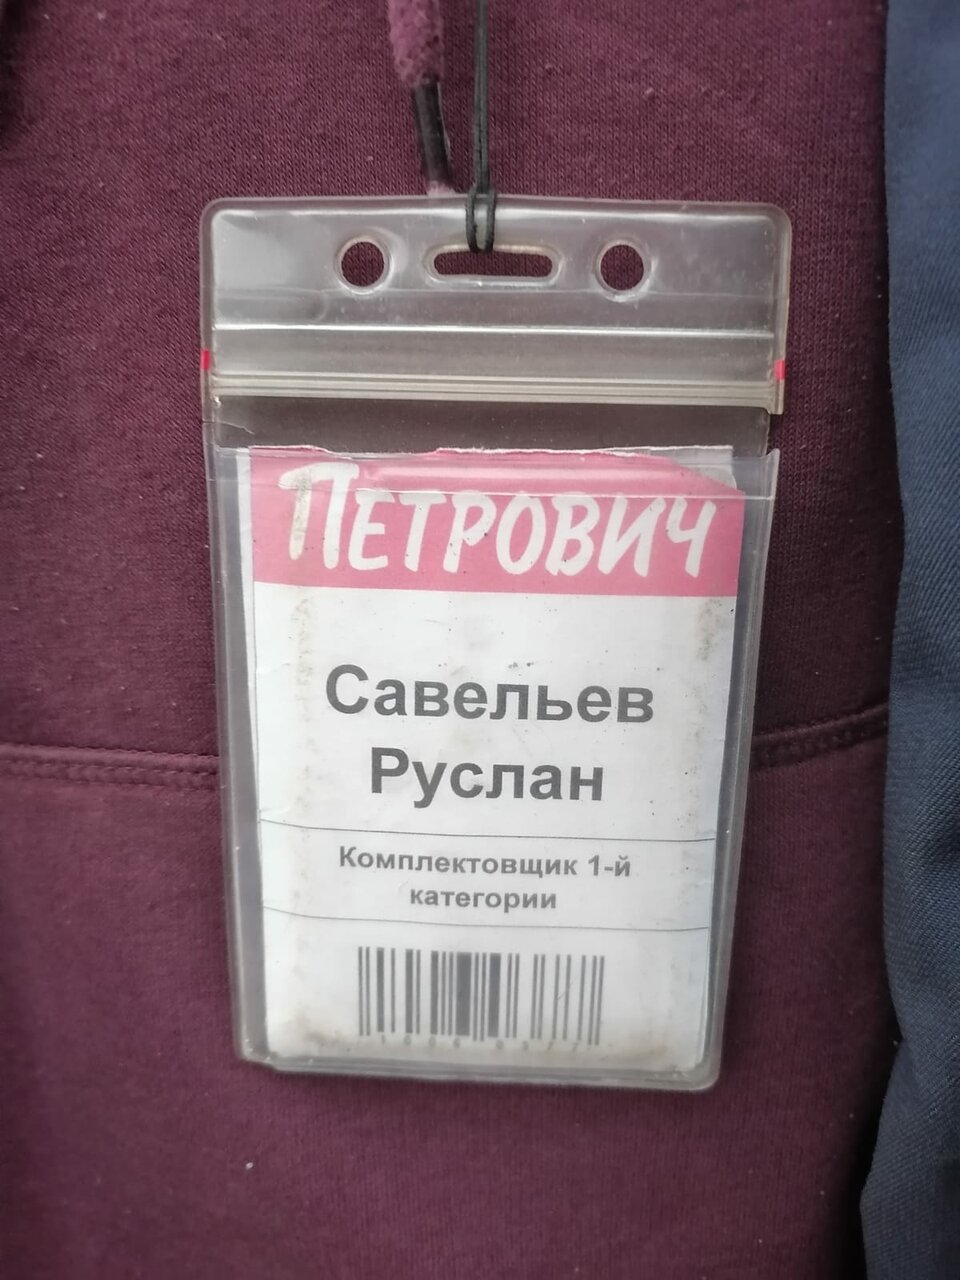 ПЕТРОВИЧ
Савельев
Руслан
Комплектовщик 1-й
категории